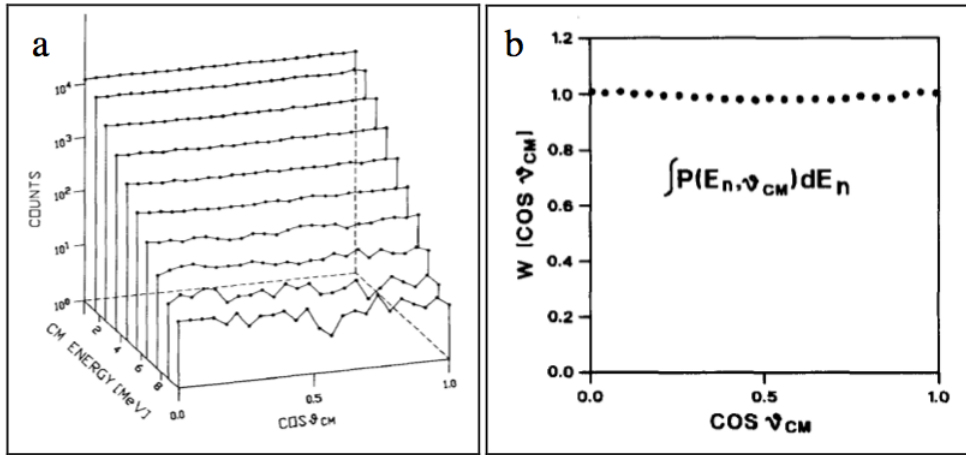 a
10⁴
10³
10²
10¹
10⁰
COUNTS
2
4
6
8
CM ENERGY [MeV]
0.0
0.5
1.0
COS ϑCM
b
1.2
1.0
0.8
0.6
0.4
0.2
0.0
W [COS ϑCM]
∫P(En,ϑCM)dEn
0.0
0.5
1.0
COS ϑCM